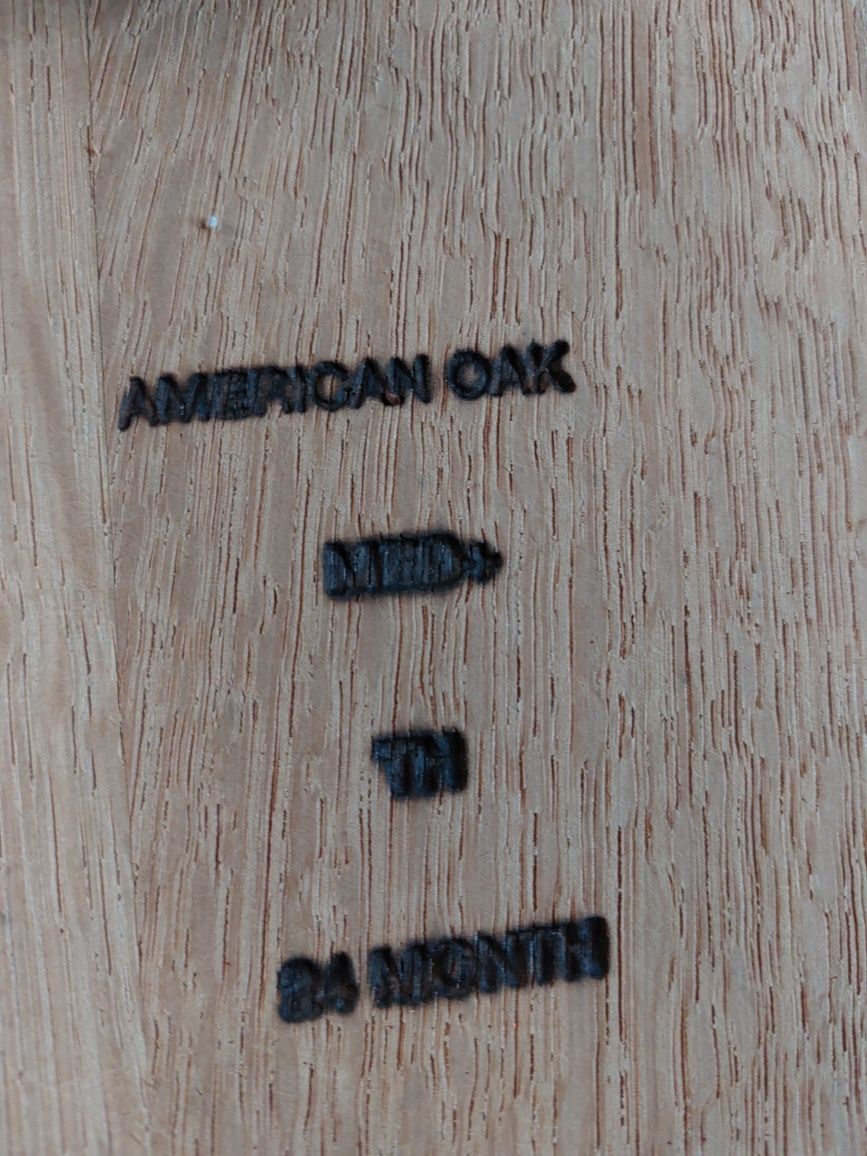 AMERICAN OAK
MED+
TH
24 MONTH